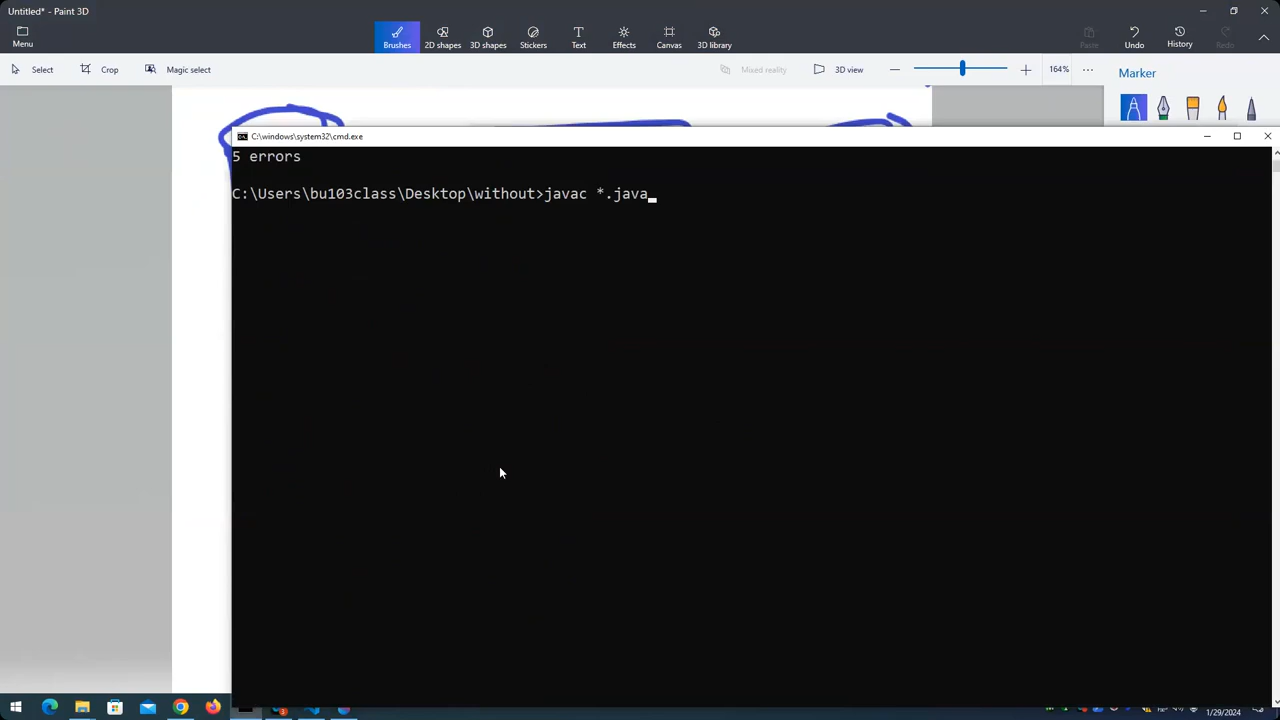 Untitled* - Paint 3D
Menu
Brushes
2D shapes
3D shapes
Stickers
Text
Effects
Canvas
3D library
Paste
Undo
History
Redo
Select
Crop
Magic select
Mixed reality
3D view
164%
Marker
C:\windows\system32\cmd.exe
5 errors
C:\Users\bu103class\Desktop\without>javac *.java
1/29/2024